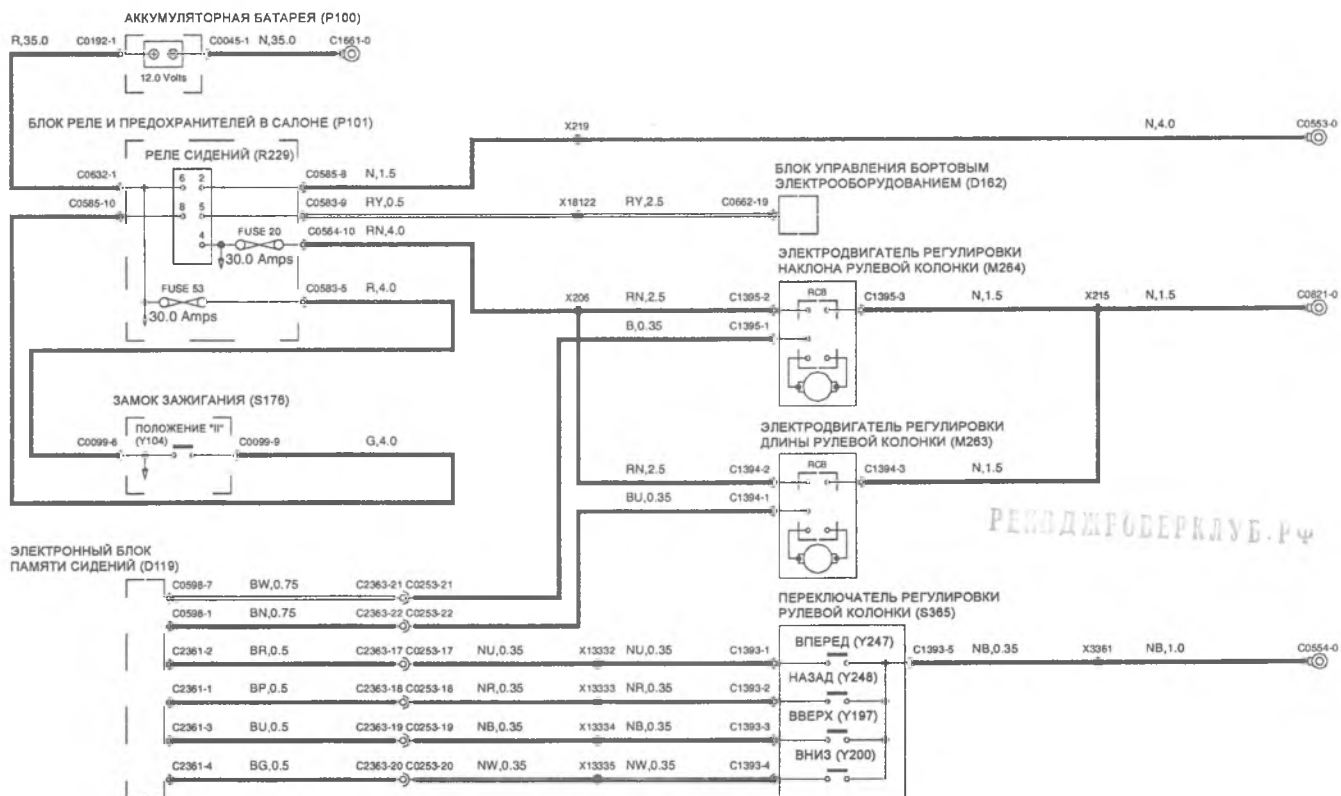 АККУМУЛЯТОРНАЯ БАТАРЕЯ (P100)
R,35.0 C0192-1 C0045-1 N,35.0 C1661-0
12.0 Volts
БЛОК РЕЛЕ И ПРЕДОХРАНИТЕЛЕЙ В САЛОНЕ (P101)
X219 N,4.0 C0553-0
РЕЛЕ СИДЕНИЙ (R229)
БЛОК УПРАВЛЕНИЯ БОРТОВЫМ
ЭЛЕКТРООБОРУДОВАНИЕМ (D162)
C0632-1 6 2 C0585-8 N,1.5
C0585-10 8 5 C0583-9 RY,0.5 X18122 RY,2.5 C0662-19
4 FUSE 20 C0564-10 RN,4.0
30.0 Amps
ЭЛЕКТРОДВИГАТЕЛЬ РЕГУЛИРОВКИ
НАКЛОНА РУЛЕВОЙ КОЛОНКИ (M264)
FUSE 53 C0583-5 R,4.0
30.0 Amps
X206 RN,2.5 C1395-2 RCB C1395-3 N,1.5 X215 N,1.5 C0821-0
B,0.35 C1395-1
ЗАМОК ЗАЖИГАНИЯ (S176)
ПОЛОЖЕНИЕ "II"
(Y104)
C0099-6 C0099-9 G,4.0
ЭЛЕКТРОДВИГАТЕЛЬ РЕГУЛИРОВКИ
ДЛИНЫ РУЛЕВОЙ КОЛОНКИ (M263)
RN,2.5 C1394-2 RCB C1394-3 N,1.5
BU,0.35 C1394-1
ЭЛЕКТРОННЫЙ БЛОК
ПАМЯТИ СИДЕНИЙ (D119)
C0598-7 BW,0.75 C2363-21 C0253-21
C0598-1 BN,0.75 C2363-22 C0253-22
ПЕРЕКЛЮЧАТЕЛЬ РЕГУЛИРОВКИ
РУЛЕВОЙ КОЛОНКИ (S365)
ВПЕРЕД (Y247)
C2361-2 BR,0.5 C2363-17 C0253-17 NU,0.35 X13332 NU,0.35 C1393-1 C1393-5 NB,0.35 X3361 NB,1.0 C0554-0
НАЗАД (Y248)
C2361-1 BP,0.5 C2363-18 C0253-18 NR,0.35 X13333 NR,0.35 C1393-2
ВВЕРХ (Y197)
C2361-3 BU,0.5 C2363-19 C0253-19 NB,0.35 X13334 NB,0.35 C1393-3
ВНИЗ (Y200)
C2361-4 BG,0.5 C2363-20 C0253-20 NW,0.35 X13335 NW,0.35 C1393-4